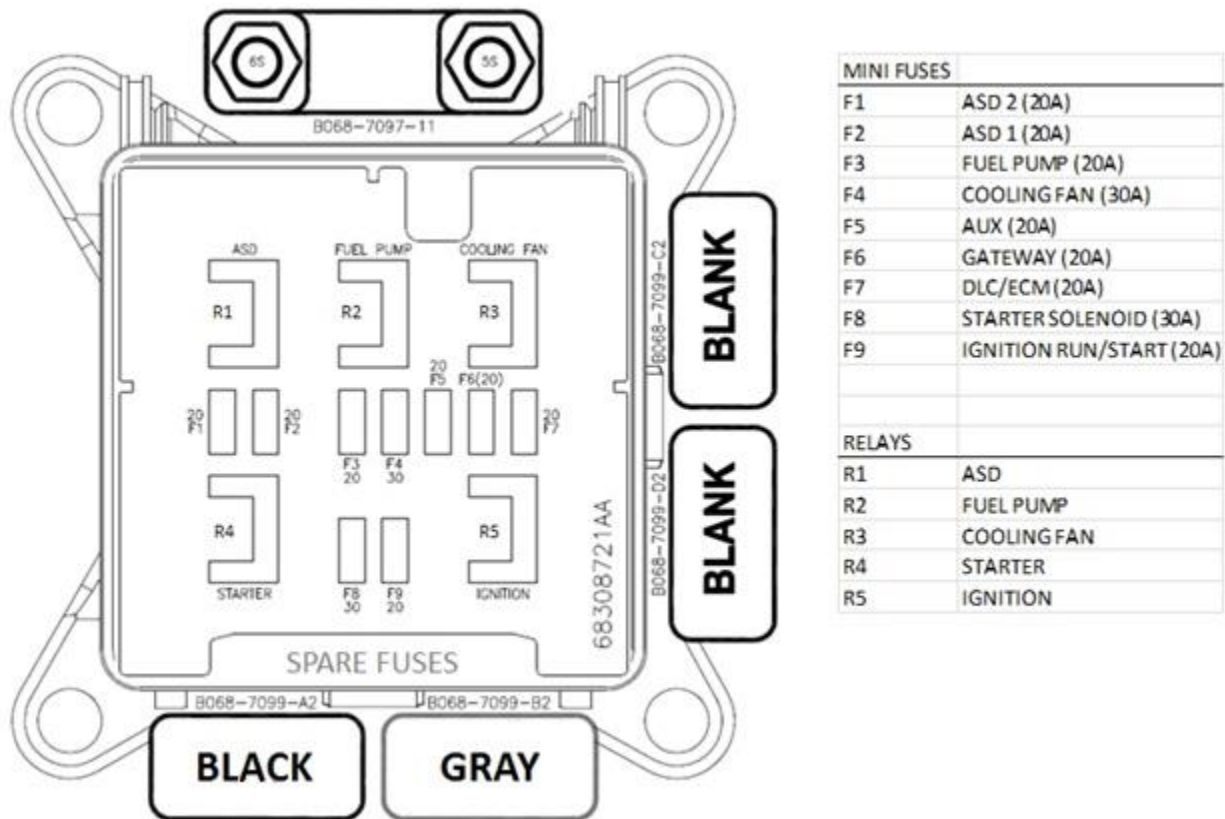 6S
5S
B068-7097-11
ASD
FUEL PUMP
COOLING FAN
R1
R2
R3
20
F1
20
F2
F3
20
F4
30
20
F5
F6(20)
20
F7
R4
R5
STARTER
F8
30
F9
20
IGNITION
68308721AA
SPARE FUSES
B068-7099-A2
B068-7099-B2
B068-7099-C2
B068-7099-D2
BLANK
BLANK
BLACK
GRAY
MINI FUSES
F1 ASD 2 (20A)
F2 ASD 1 (20A)
F3 FUEL PUMP (20A)
F4 COOLING FAN (30A)
F5 AUX (20A)
F6 GATEWAY (20A)
F7 DLC/ECM (20A)
F8 STARTER SOLENOID (30A)
F9 IGNITION RUN/START (20A)
RELAYS
R1 ASD
R2 FUEL PUMP
R3 COOLING FAN
R4 STARTER
R5 IGNITION